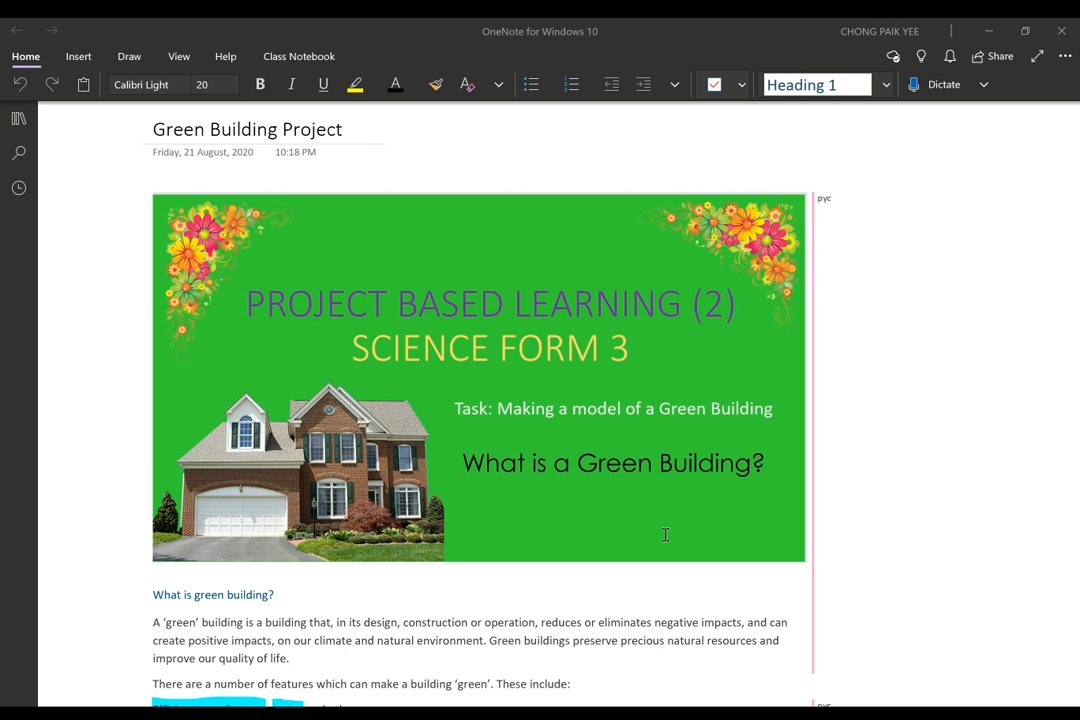 OneNote for Windows 10
CHONG PAIK YEE
Home Insert Draw View Help Class Notebook
Share
Calibri Light 20 B I U A A Heading 1 Dictate
Green Building Project
Friday, 21 August, 2020 10:18 PM
pyc
PROJECT BASED LEARNING (2)
SCIENCE FORM 3
Task: Making a model of a Green Building
What is a Green Building?
What is green building?
A ‘green’ building is a building that, in its design, construction or operation, reduces or eliminates negative impacts, and can
create positive impacts, on our climate and natural environment. Green buildings preserve precious natural resources and
improve our quality of life.
There are a number of features which can make a building ‘green’. These include:
pyc